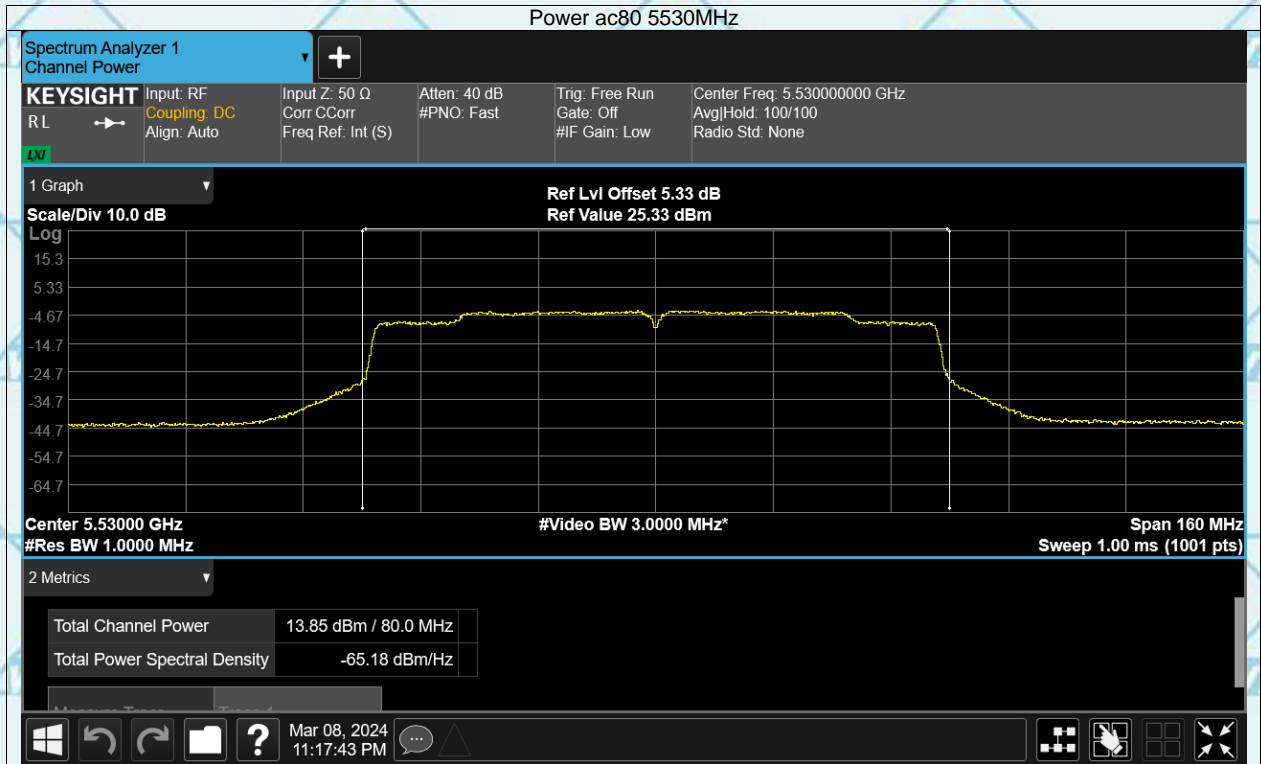 Power ac80 5530MHz
Spectrum Analyzer 1
Channel Power
KEYSIGHT
R L
LXI
Input: RF
Coupling: DC
Align: Auto
Input Z: 50 Ω
Corr CCorr
Freq Ref: Int (S)
Atten: 40 dB
#PNO: Fast
Trig: Free Run
Gate: Off
#IF Gain: Low
Center Freq: 5.530000000 GHz
Avg|Hold: 100/100
Radio Std: None
1 Graph
Scale/Div 10.0 dB
Ref Lvl Offset 5.33 dB
Ref Value 25.33 dBm
Log
15.3
5.33
-4.67
-14.7
-24.7
-34.7
-44.7
-54.7
-64.7
Center 5.53000 GHz
#Res BW 1.0000 MHz
#Video BW 3.0000 MHz*
Span 160 MHz
Sweep 1.00 ms (1001 pts)
2 Metrics
Total Channel Power 13.85 dBm / 80.0 MHz
Total Power Spectral Density -65.18 dBm/Hz
?
Mar 08, 2024
11:17:43 PM